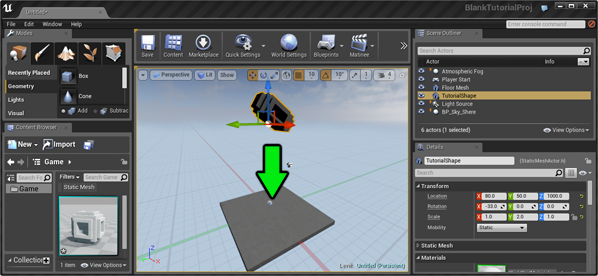 Untitled*
BlankTutorialProj
File Edit Window Help
Enter console command
Modes
Recently Placed
Geometry
Lights
Visual
Box
Cone
Add Subtrac
Save
Content
Marketplace
Quick Settings
World Settings
Blueprints
Matinee
Perspective
Lit
10
10°
4
Level: Untitled (Persistent)
Content Browser
New Import
Game
Search Fo
Game
Collections
Filters
Static Mesh
1 item
View Options
Scene Outliner
Search Actors
Actor Info
Atmospheric Fog
Player Start
Floor Mesh
TutorialShape
Light Source
BP_Sky_Shere
6 actors (1 selected)
View Options
Details
TutorialShape
(StaticMeshActor.h)
Search
Transform
Location X 80.0 Y 50.0 Z 1000.0
Rotation X -33.0 Y 0.0 Z 0.0
Scale X 1.0 Y 2.0 Z 1.0
Mobility Static
Static Mesh
Materials